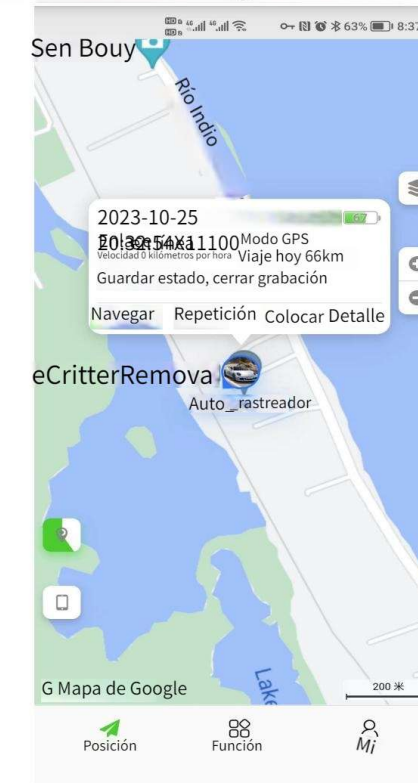 63% 8:37
Sen Bouy
Río Indio
2023-10-25
67
Modo GPS
Velocidad 0 kilómetros por hora Viaje hoy 66km
Guardar estado, cerrar grabación
Navegar Repetición Colocar Detalle
eCritterRemova
Auto_rastreador
Lake
G Mapa de Google
200 米
Posición Función Mi